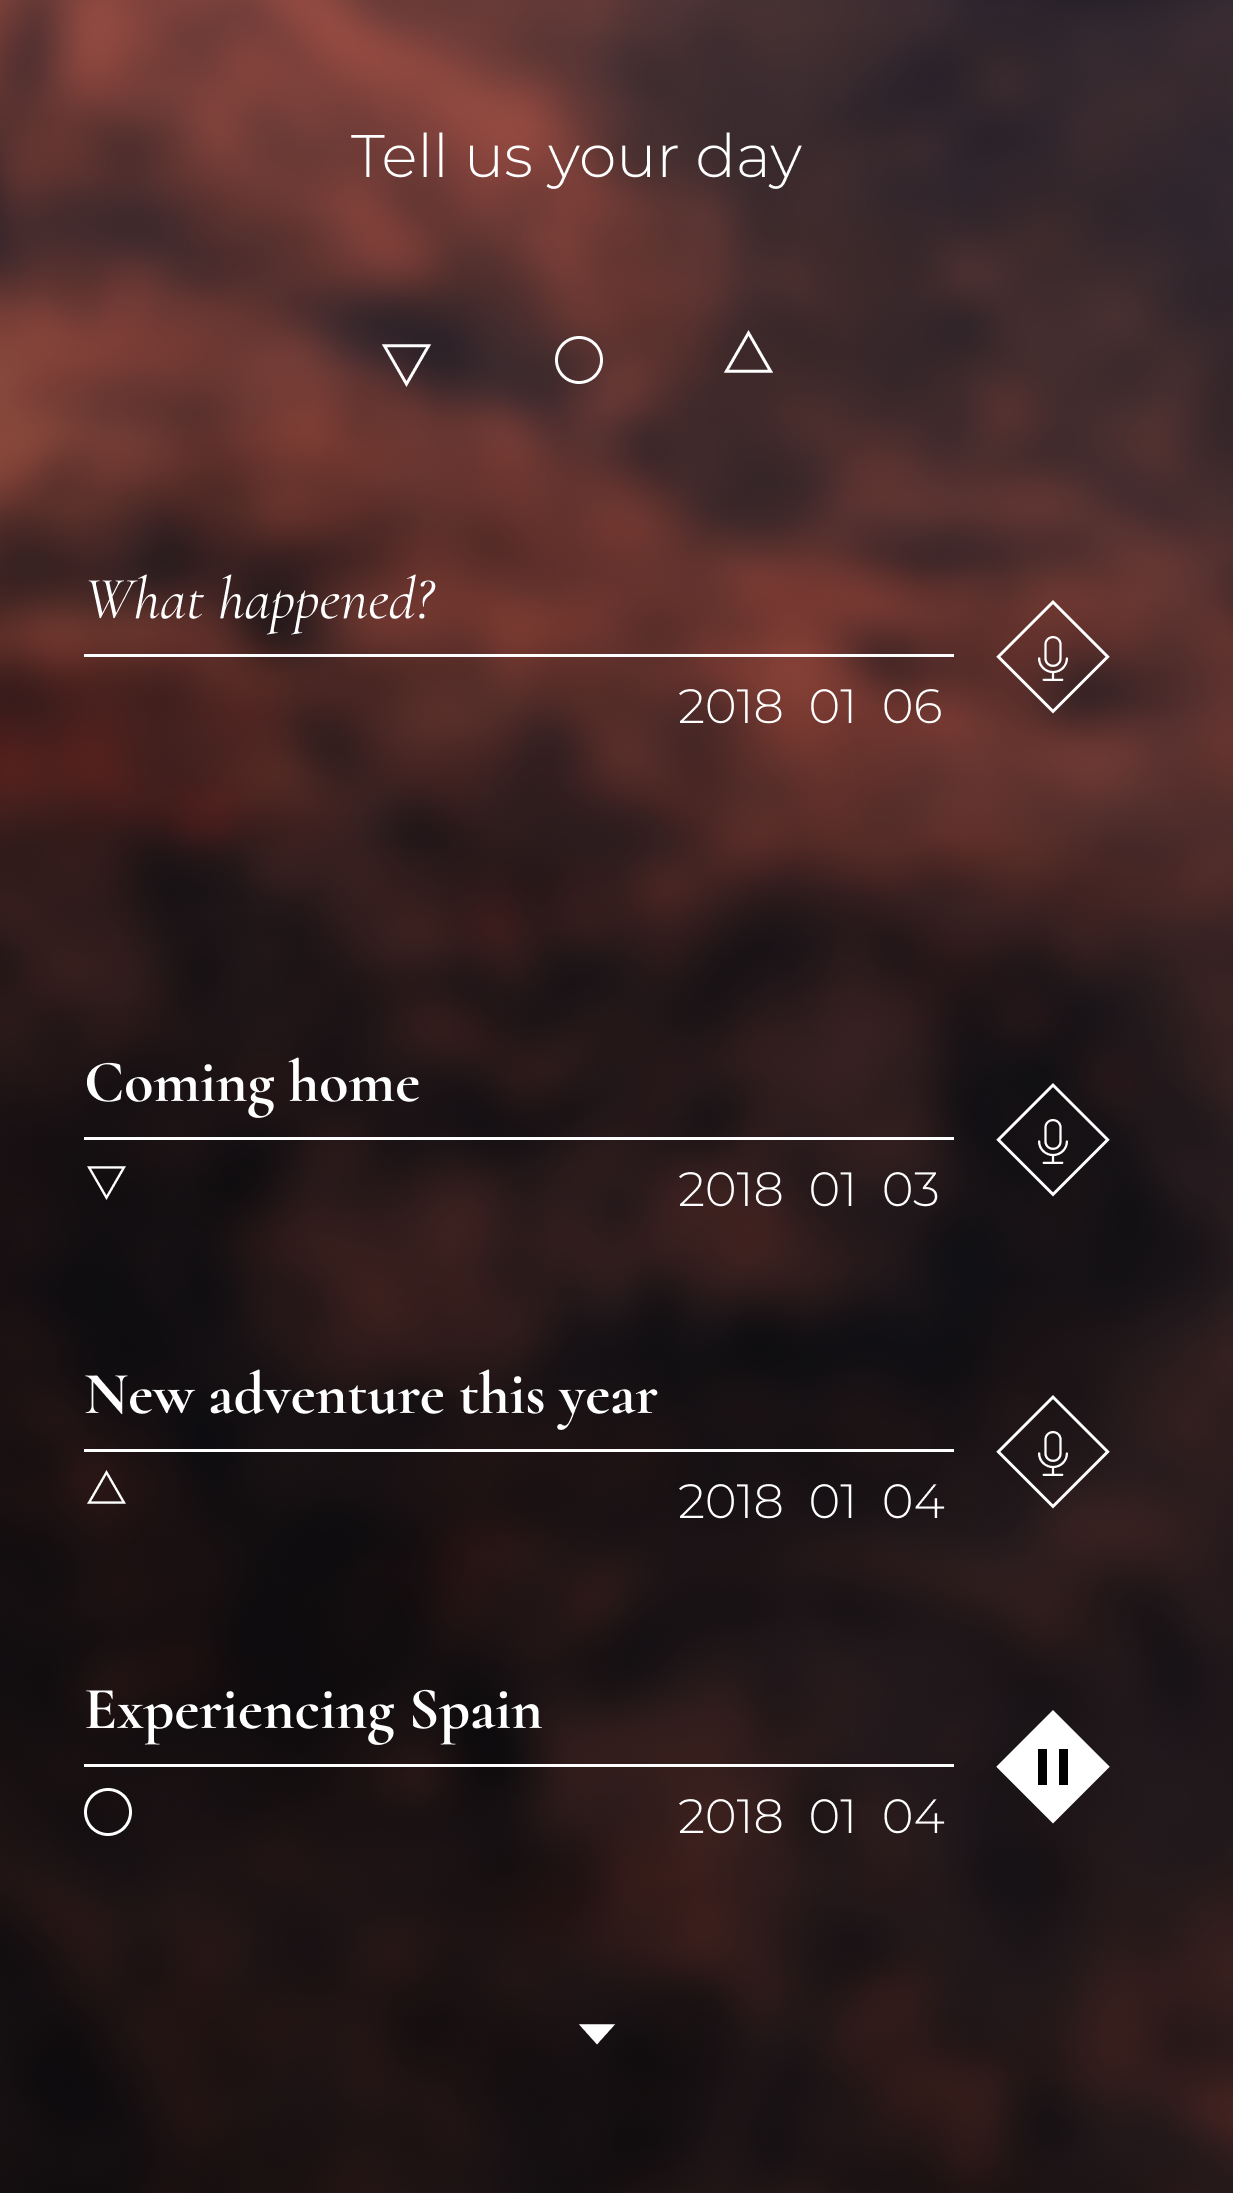 Tell us your day
What happened?
2018 01 06
Coming home
2018 01 03
New adventure this year
2018 01 04
Experiencing Spain
2018 01 04